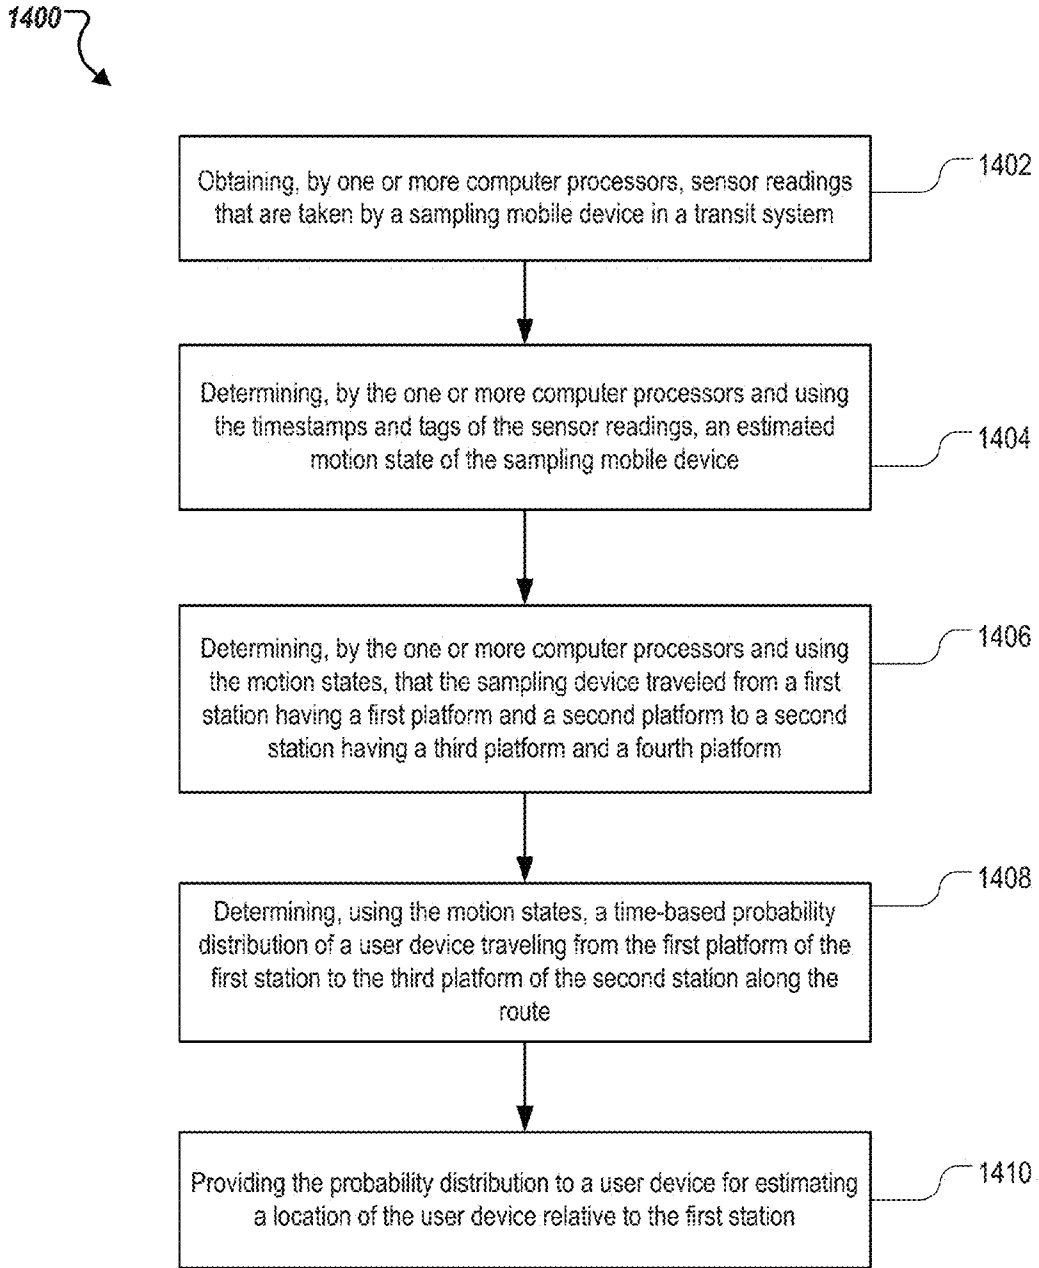 1400
Obtaining, by one or more computer processors, sensor readings
that are taken by a sampling mobile device in a transit system
1402
Determining, by the one or more computer processors and using
the timestamps and tags of the sensor readings, an estimated
motion state of the sampling mobile device
1404
Determining, by the one or more computer processors and using
the motion states, that the sampling device traveled from a first
station having a first platform and a second platform to a second
station having a third platform and a fourth platform
1406
Determining, using the motion states, a time-based probability
distribution of a user device traveling from the first platform of the
first station to the third platform of the second station along the
route
1408
Providing the probability distribution to a user device for estimating
a location of the user device relative to the first station
1410